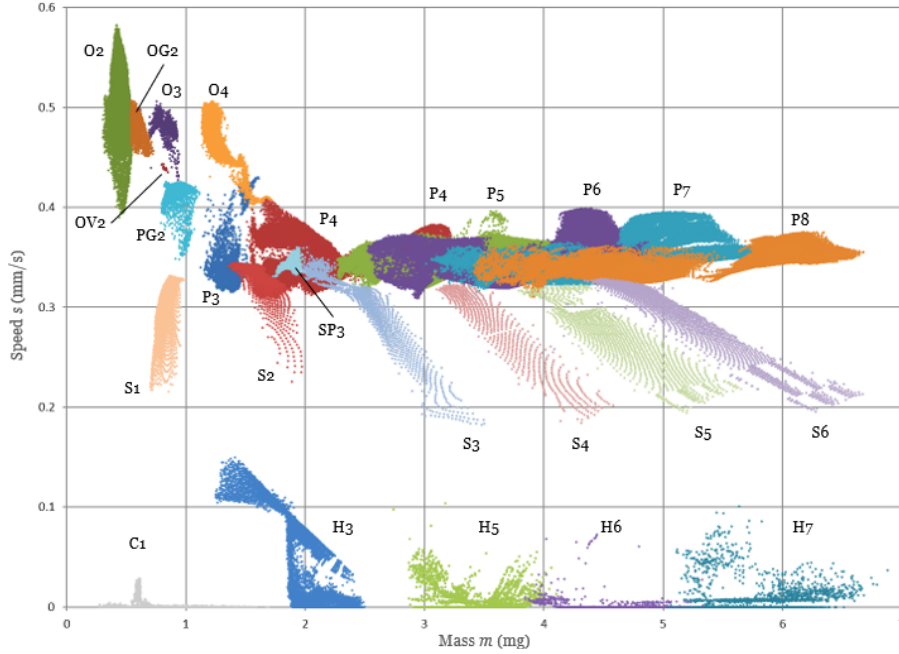 0.6
O2
OG2
O3
O4
0.5
OV2
PG2
0.4
P4
P4
P5
P6
P7
P8
P3
SP3
0.3
S1
S2
S3
S4
S5
S6
0.2
0.1
C1
H3
H5
H6
H7
0
0 1 2 3 4 5 6
Speed s (mm/s)
Mass m (mg)